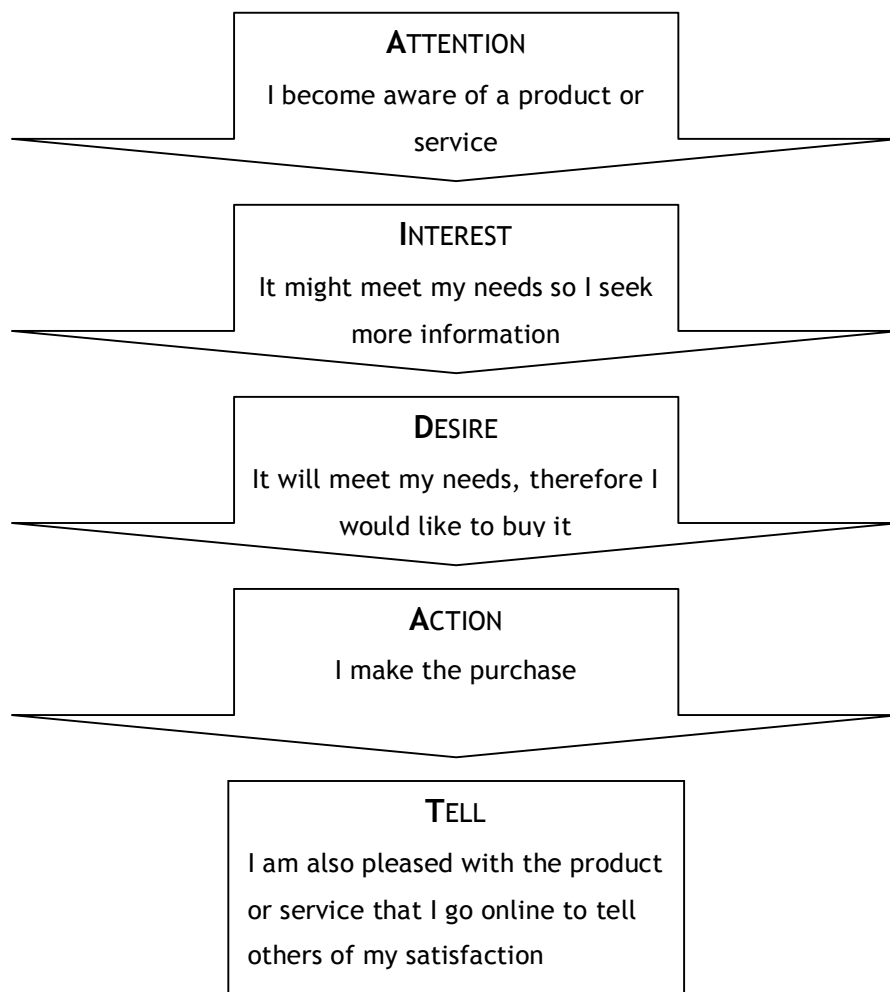 ATTENTION
I become aware of a product or
service
INTEREST
It might meet my needs so I seek
more information
DESIRE
It will meet my needs, therefore I
would like to buy it
ACTION
I make the purchase
TELL
I am also pleased with the product
or service that I go online to tell
others of my satisfaction